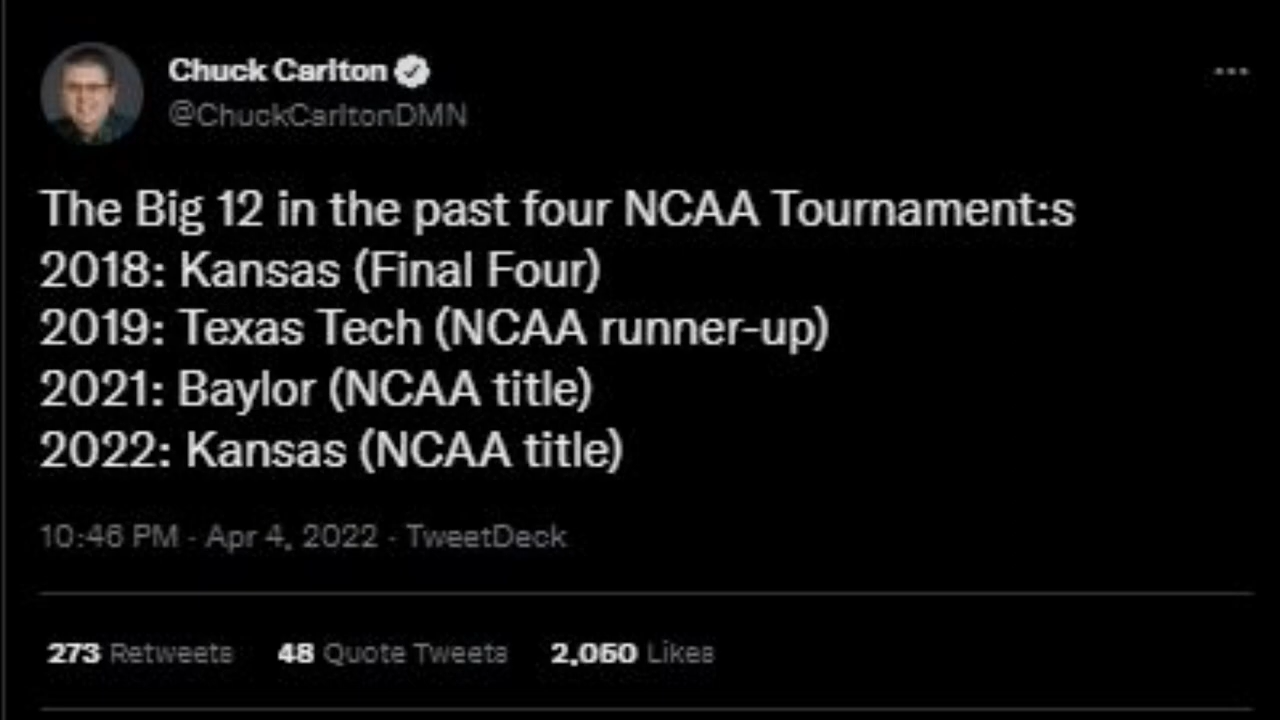 Chuck Carlton
@ChuckCarltonDMN
The Big 12 in the past four NCAA Tournament:s
2018: Kansas (Final Four)
2019: Texas Tech (NCAA runner-up)
2021: Baylor (NCAA title)
2022: Kansas (NCAA title)
10:46 PM · Apr 4, 2022 · TweetDeck
273 Retweets 48 Quote Tweets 2,050 Likes